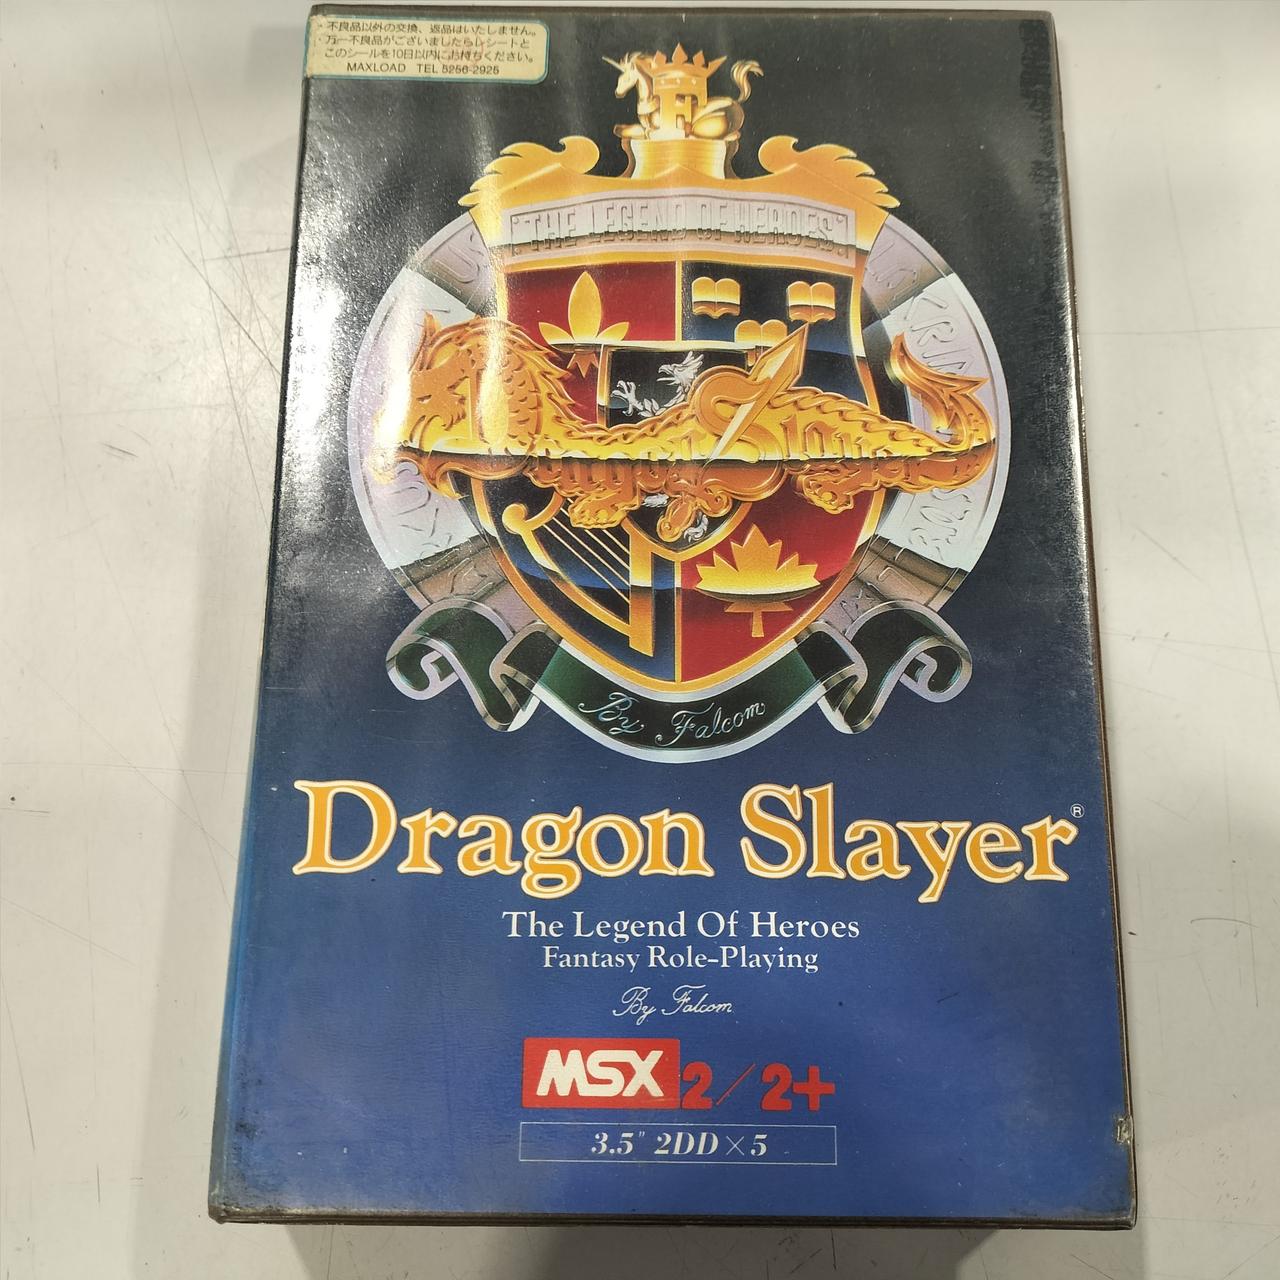 不良品以外の交換、返品はいたしません。
万一不良品がございましたらレシートと
このシールを10日以内にお持ちください。
MAXLOAD TEL 5256-2925
F
THE LEGEND OF HEROES
Dragon Slayer
By Falcom
Dragon Slayer®
The Legend Of Heroes
Fantasy Role-Playing
By Falcom
MSX 2/2+
3.5" 2DD×5